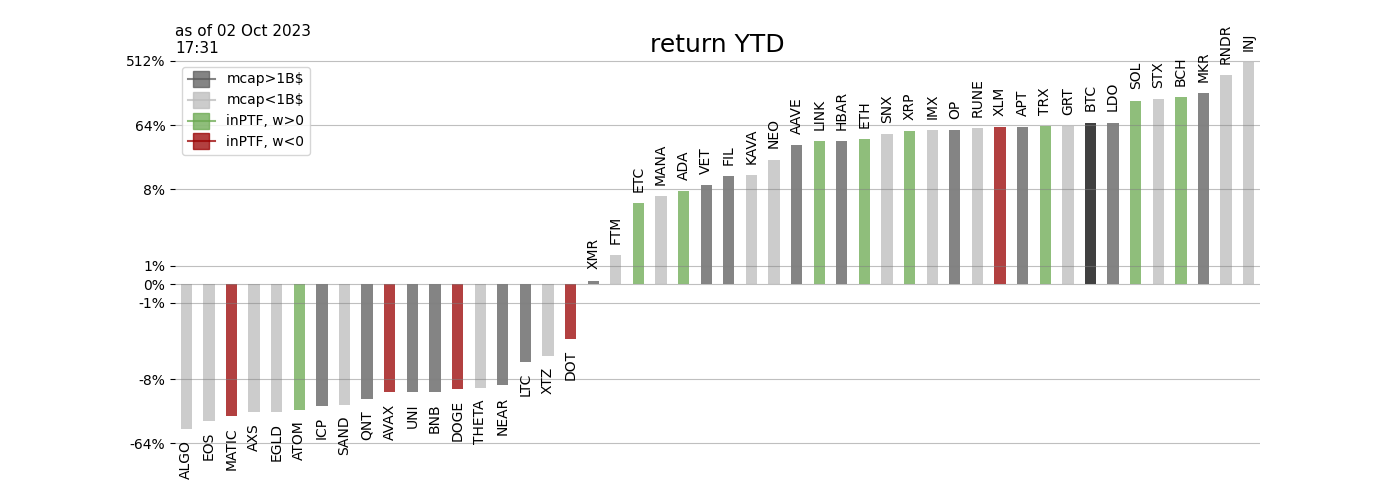 as of 02 Oct 2023
17:31
return YTD
mcap>1B$
mcap<1B$
inPTF, w>0
inPTF, w<0
512%
64%
8%
1%
0%
-1%
-8%
-64%
ALGO
EOS
MATIC
AXS
EGLD
ATOM
ICP
SAND
QNT
AVAX
UNI
BNB
DOGE
THETA
NEAR
LTC
XTZ
DOT
XMR
FTM
ETC
MANA
ADA
VET
FIL
KAVA
NEO
AAVE
LINK
HBAR
ETH
SNX
XRP
IMX
OP
RUNE
XLM
APT
TRX
GRT
BTC
LDO
SOL
STX
BCH
MKR
RNDR
INJ